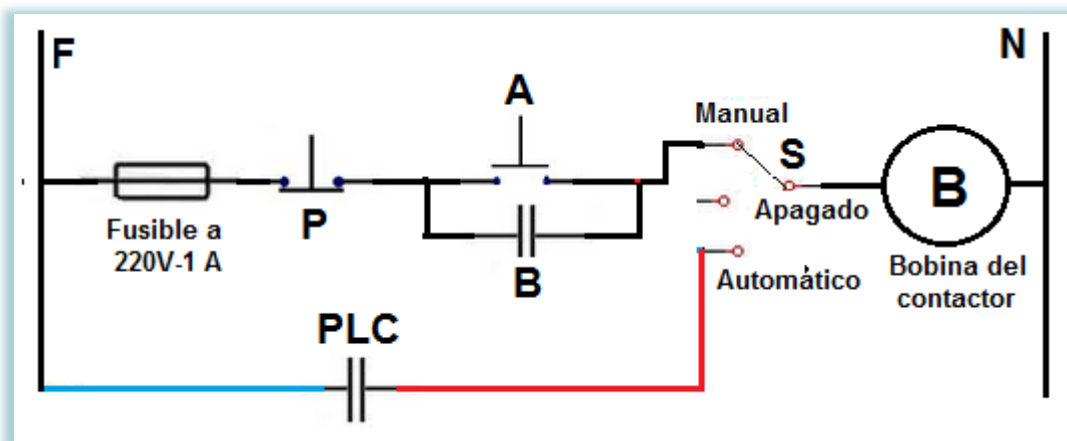 F
N
A
Manual
S
Apagado
B
Fusible a
220V-1 A
P
B
Automático
Bobina del
contactor
PLC